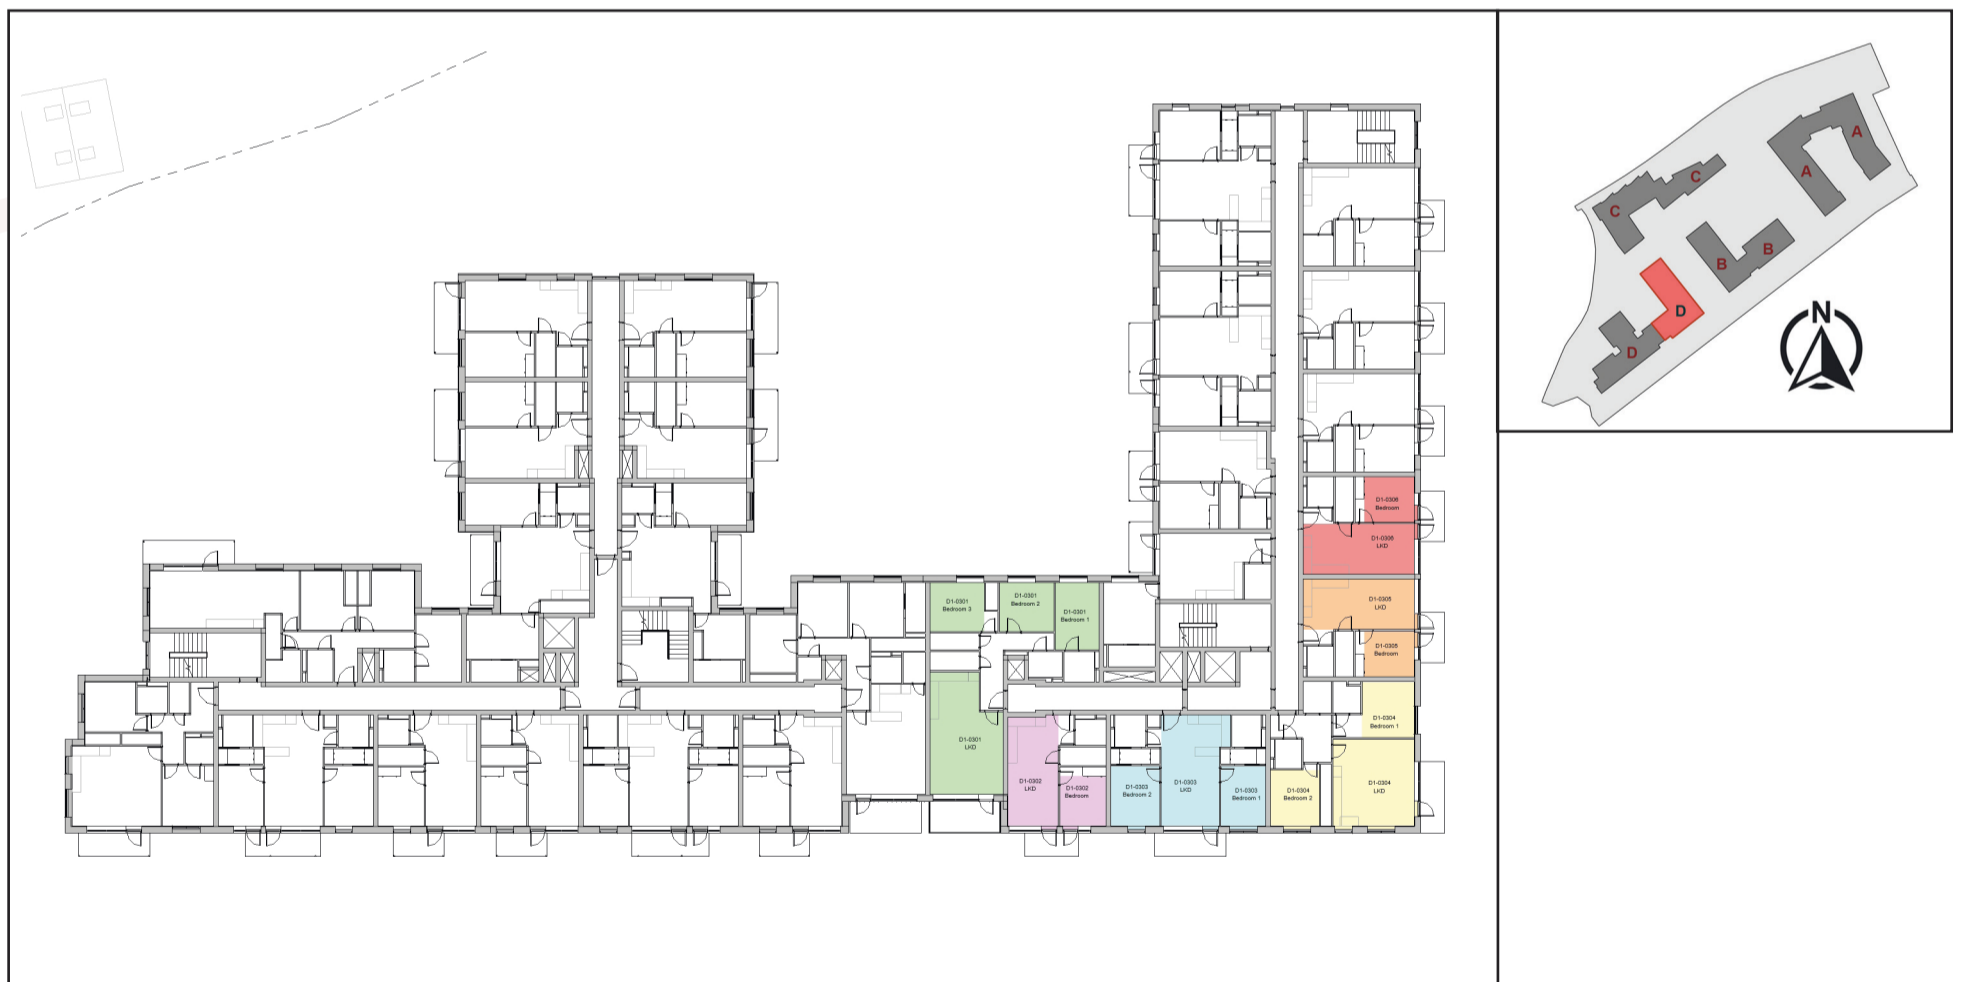 D1-0306
Bedroom
D1-0306
LKD
D1-0305
LKD
D1-0305
Bedroom
D1-0301
Bedroom 3
D1-0301
Bedroom 2
D1-0301
Bedroom 1
D1-0301
LKD
D1-0302
LKD
D1-0302
Bedroom
D1-0303
Bedroom 2
D1-0303
LKD
D1-0303
Bedroom 1
D1-0304
Bedroom 2
D1-0304
Bedroom 1
D1-0304
LKD
A
A
C
C
B
B
D
D
N